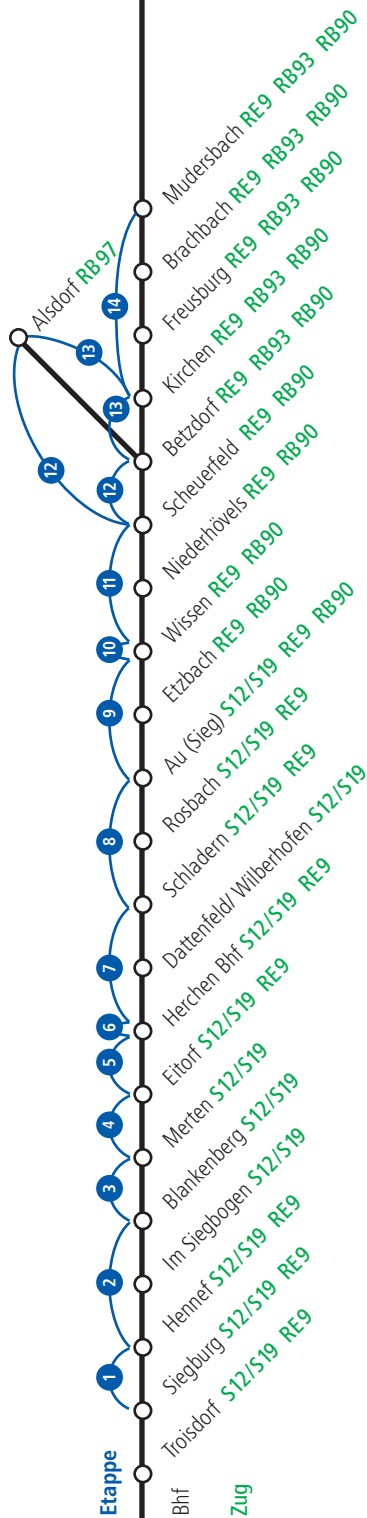 Etappe
1
2
3
4
5
6
7
8
9
10
11
12
12
13
13
14
Bhf
Zug
Troisdorf S12/S19 RE9
Siegburg S12/S19 RE9
Hennef S12/S19 RE9
Im Siegbogen S12/S19
Blankenberg S12/S19
Merten S12/S19
Eitorf S12/S19 RE9
Herchen Bhf S12/S19 RE9
Dattenfeld/ Wilberhofen S12/S19
Schladern S12/S19 RE9
Rosbach S12/S19 RE9
Au (Sieg) S12/S19 RE9 RB90
Etzbach RE9 RB90
Wissen RE9 RB90
Niederhövels RE9 RB90
Scheuerfeld RE9 RB90
Betzdorf RE9 RB93 RB90
Kirchen RE9 RB93 RB90
Freusburg RE9 RB93 RB90
Brachbach RE9 RB93 RB90
Mudersbach RE9 RB93 RB90
Alsdorf RB97